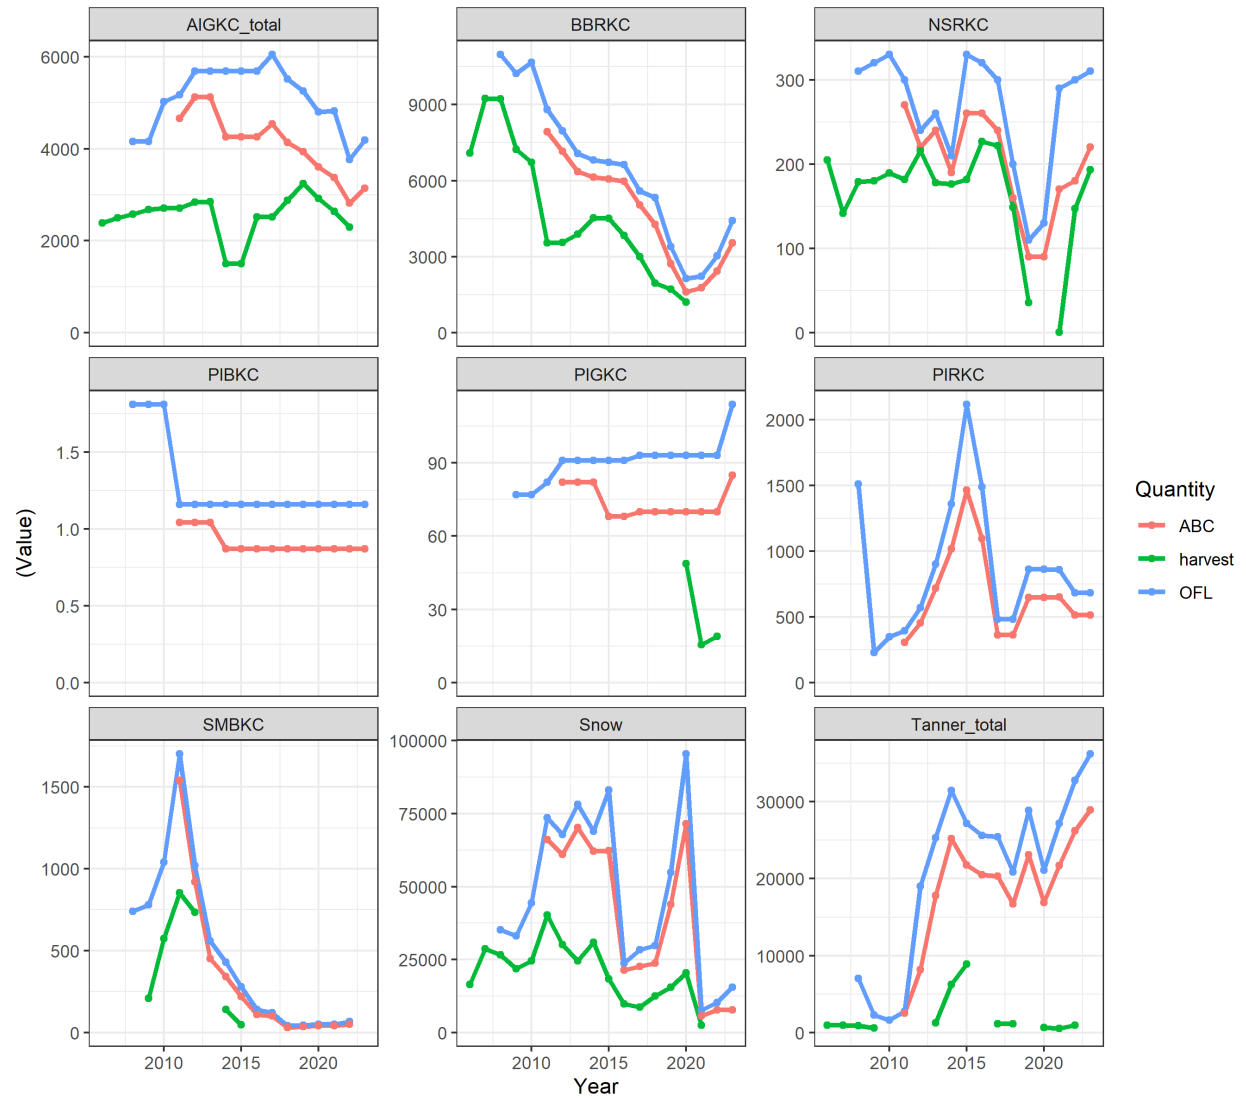 AIGKC_total BBRKC NSRKC
6000 4000 2000 0
9000 6000 3000 0
300 200 100 0
PIBKC PIGKC PIRKC
1.5 1.0 0.5 0.0
90 60 30 0
2000 1500 1000 500 0
SMBKC Snow Tanner_total
1500 1000 500 0
100000 75000 50000 25000 0
30000 20000 10000 0
2010 2015 2020 2010 2015 2020 2010 2015 2020
Year
(Value)
Quantity
ABC
harvest
OFL